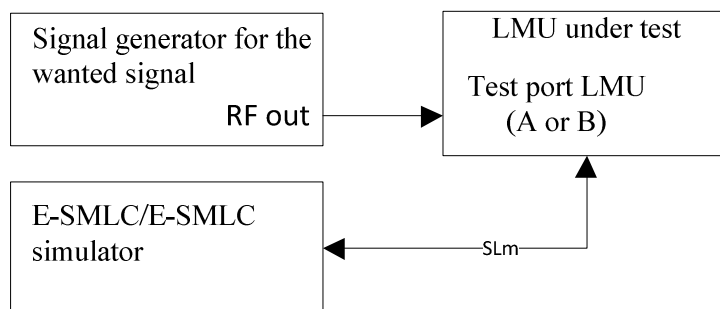 Signal generator for the
wanted signal
RF out
LMU under test
Test port LMU
(A or B)
E-SMLC/E-SMLC
simulator
SLm